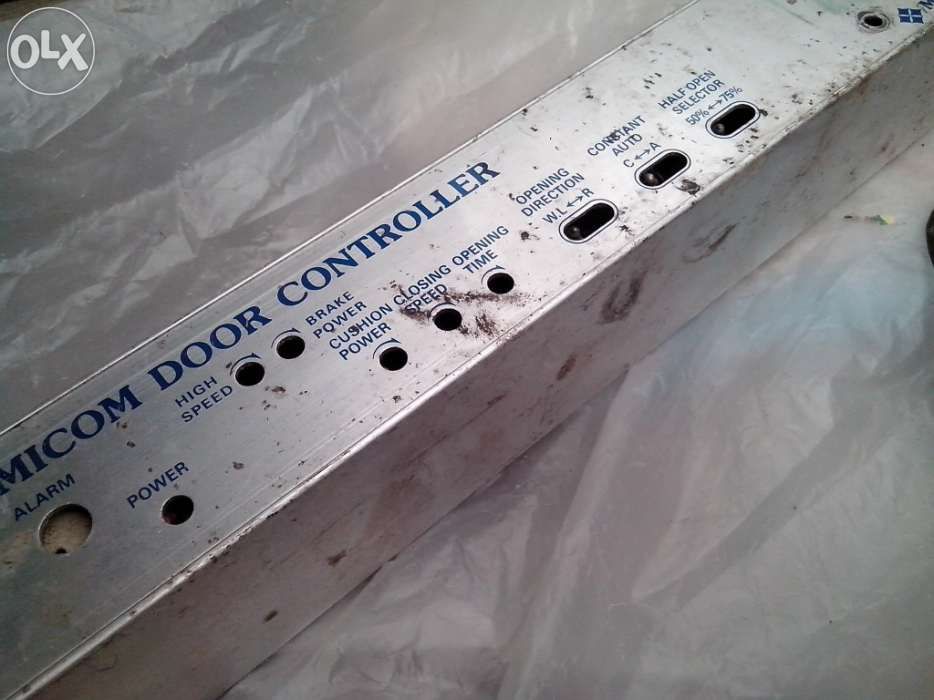 OLX
MICOM DOOR CONTROLLER
ALARM
POWER
HIGH
SPEED
BRAKE
POWER
CUSHION
POWER
CLOSING
SPEED
OPENING
TIME
OPENING
DIRECTION
W.L↔R
CONSTANT
AUTO
C↔A
HALF OPEN
SELECTOR
50%↔75%